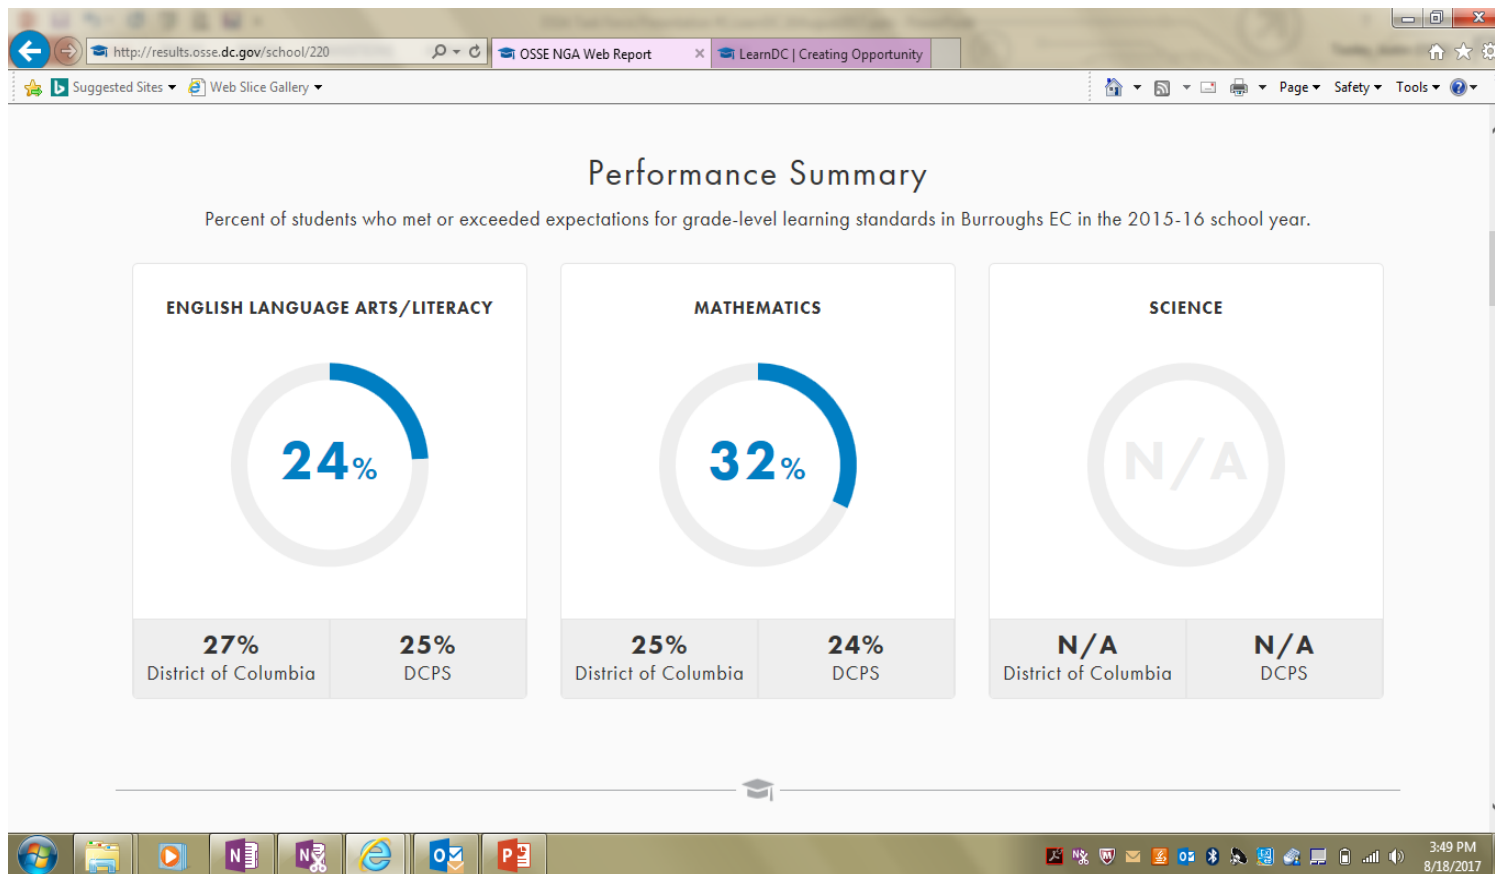 http://results.osse.dc.gov/school/220
OSSE NGA Web Report
LearnDC | Creating Opportunity
Suggested Sites
Web Slice Gallery
Page
Safety
Tools
Performance Summary
Percent of students who met or exceeded expectations for grade-level learning standards in Burroughs EC in the 2015-16 school year.
ENGLISH LANGUAGE ARTS/LITERACY
24%
27%
District of Columbia
25%
DCPS
MATHEMATICS
32%
25%
District of Columbia
24%
DCPS
SCIENCE
N/A
N/A
District of Columbia
N/A
DCPS
3:49 PM
8/18/2017